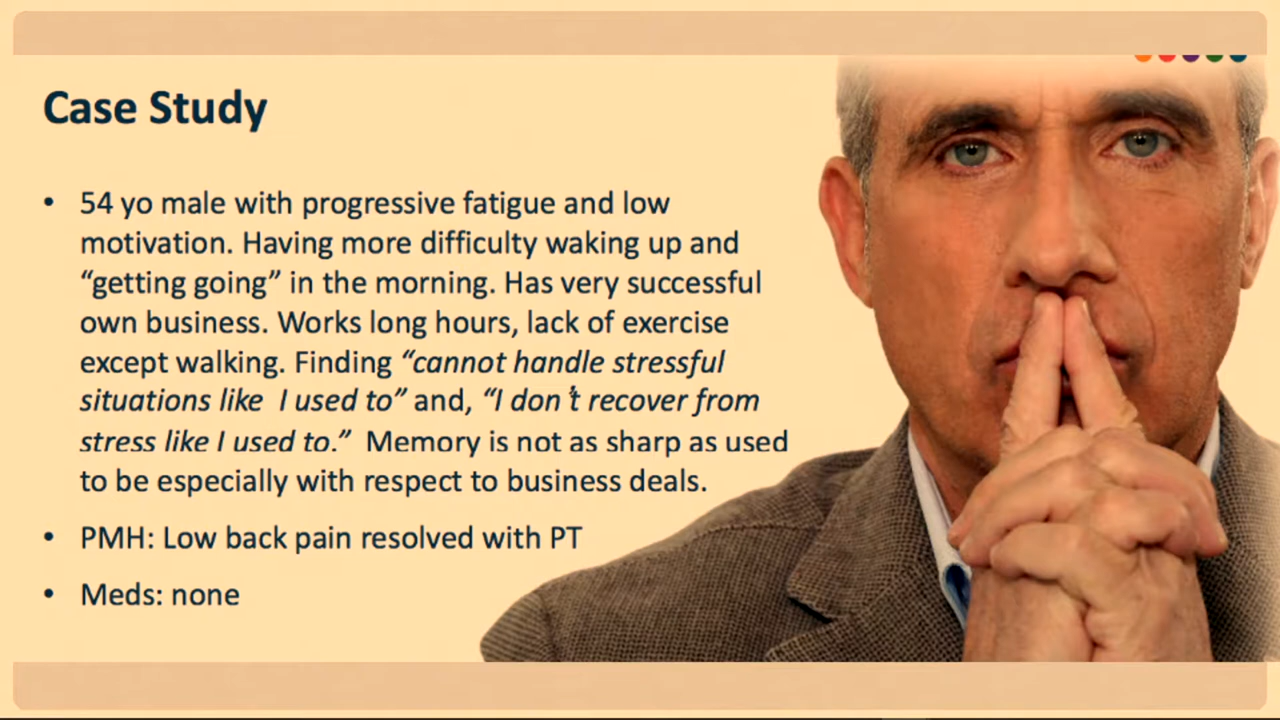 Case Study
• 54 yo male with progressive fatigue and low
motivation. Having more difficulty waking up and
“getting going” in the morning. Has very successful
own business. Works long hours, lack of exercise
except walking. Finding “cannot handle stressful
situations like I used to” and, “I don't recover from
stress like I used to.” Memory is not as sharp as used
to be especially with respect to business deals.
• PMH: Low back pain resolved with PT
• Meds: none